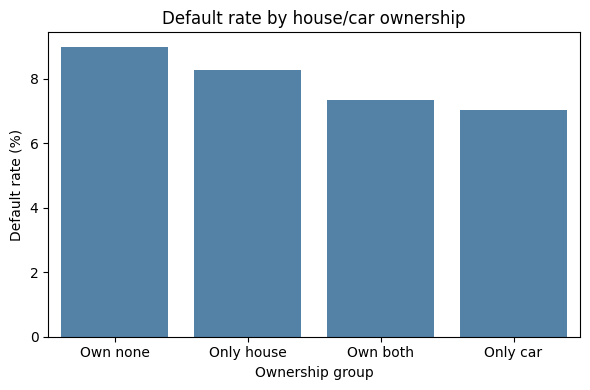 Default rate by house/car ownership
Default rate (%)
8
6
4
2
0
Own none
Only house
Own both
Only car
Ownership group